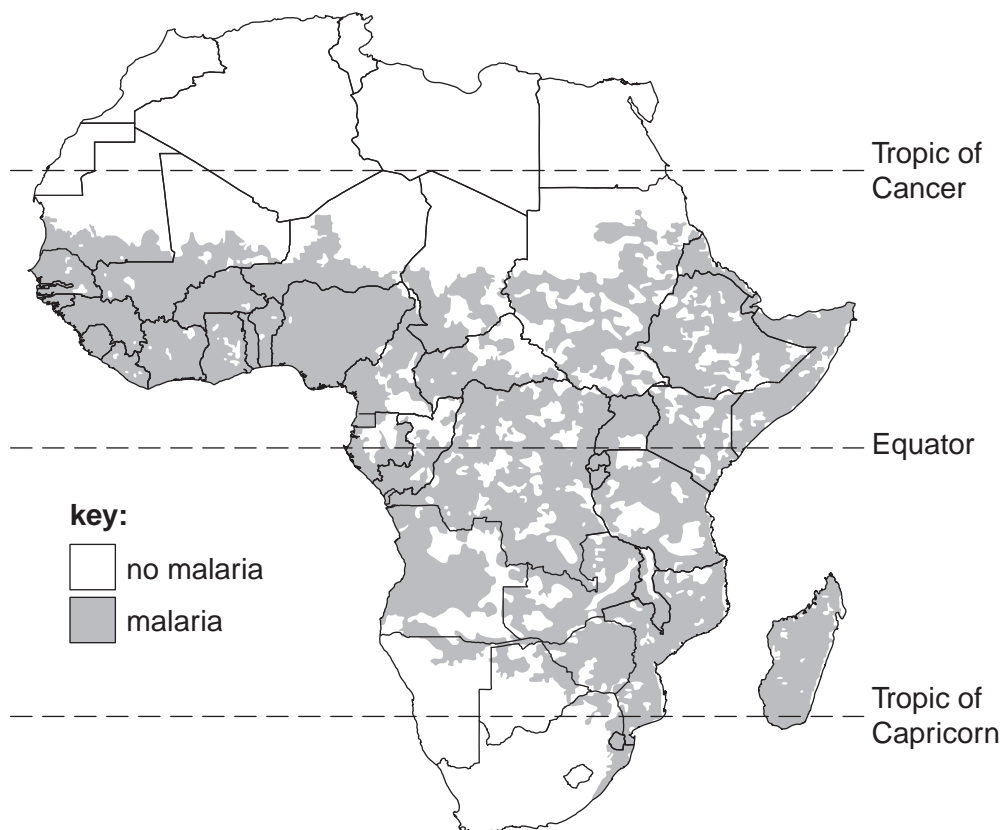 Tropic of
Cancer
Equator
key:
no malaria
malaria
Tropic of
Capricorn